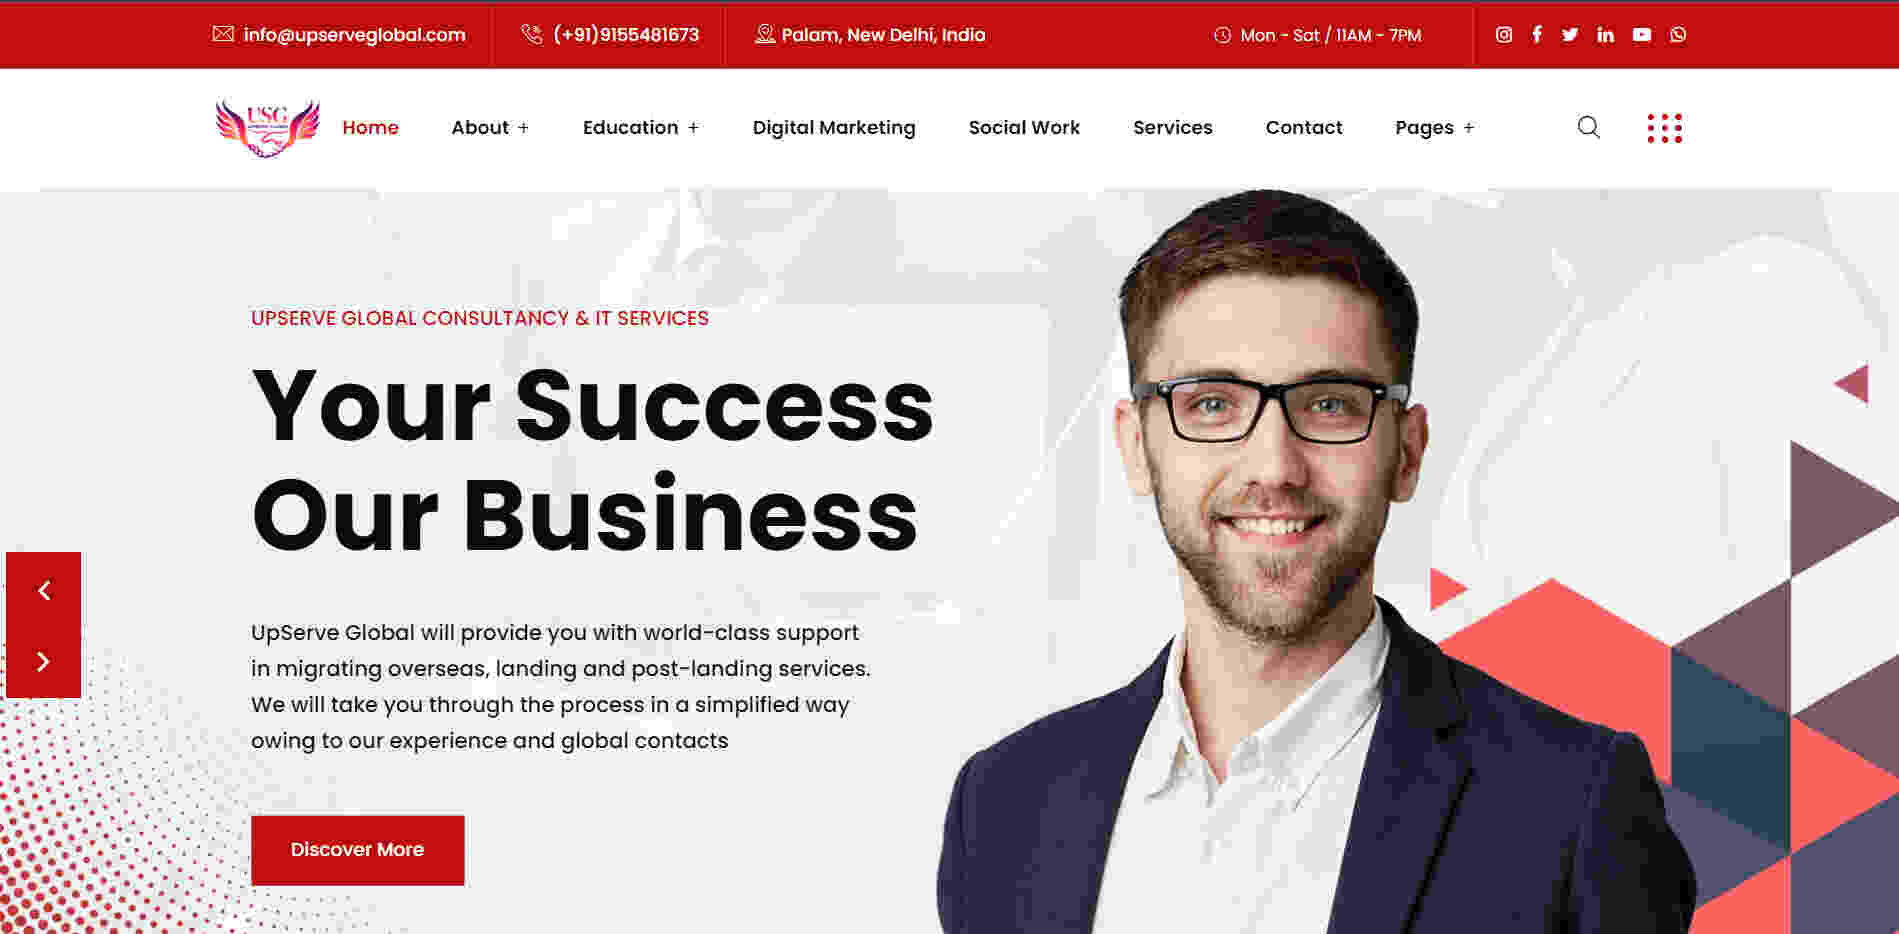 info@upserveglobal.com
(+91)9155481673
Palam, New Delhi, India
Mon - Sat / 11AM - 7PM
USG
Home
About +
Education +
Digital Marketing
Social Work
Services
Contact
Pages +
UPSERVE GLOBAL CONSULTANCY & IT SERVICES
Your Success
Our Business
UpServe Global will provide you with world-class support
in migrating overseas, landing and post-landing services.
We will take you through the process in a simplified way
owing to our experience and global contacts
Discover More